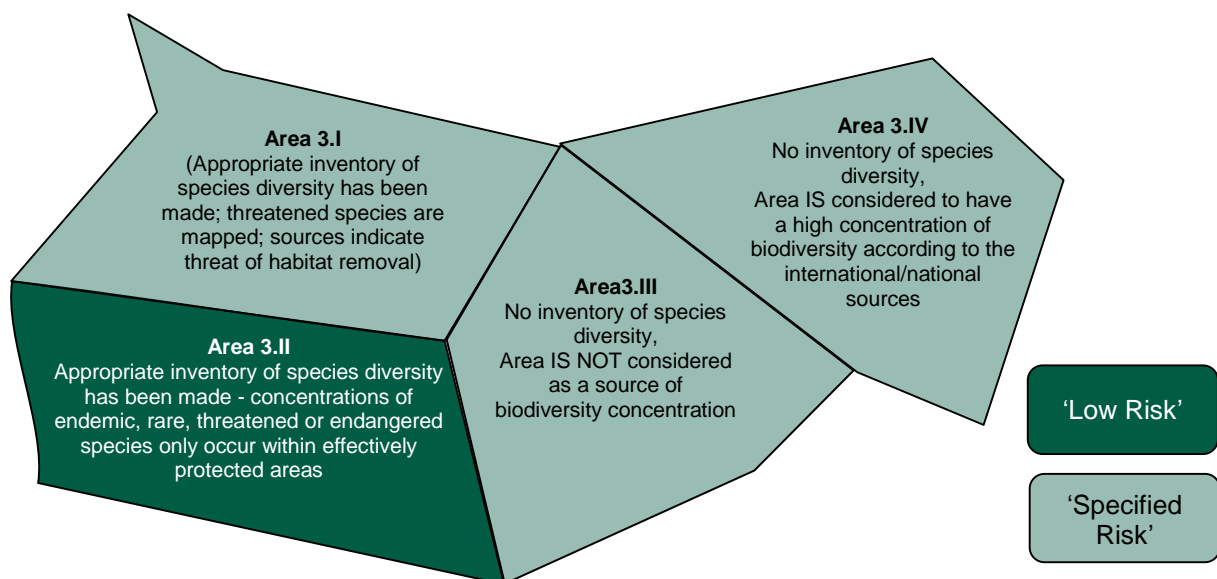 Area 3.I
(Appropriate inventory of
species diversity has been
made; threatened species are
mapped; sources indicate
threat of habitat removal)
Area 3.IV
No inventory of species
diversity,
Area IS considered to have
a high concentration of
biodiversity according to the
international/national
sources
Area3.III
No inventory of species
diversity,
Area IS NOT considered
as a source of
biodiversity concentration
Area 3.II
Appropriate inventory of species diversity
has been made - concentrations of
endemic, rare, threatened or endangered
species only occur within effectively
protected areas
‘Low Risk’
‘Specified
Risk’